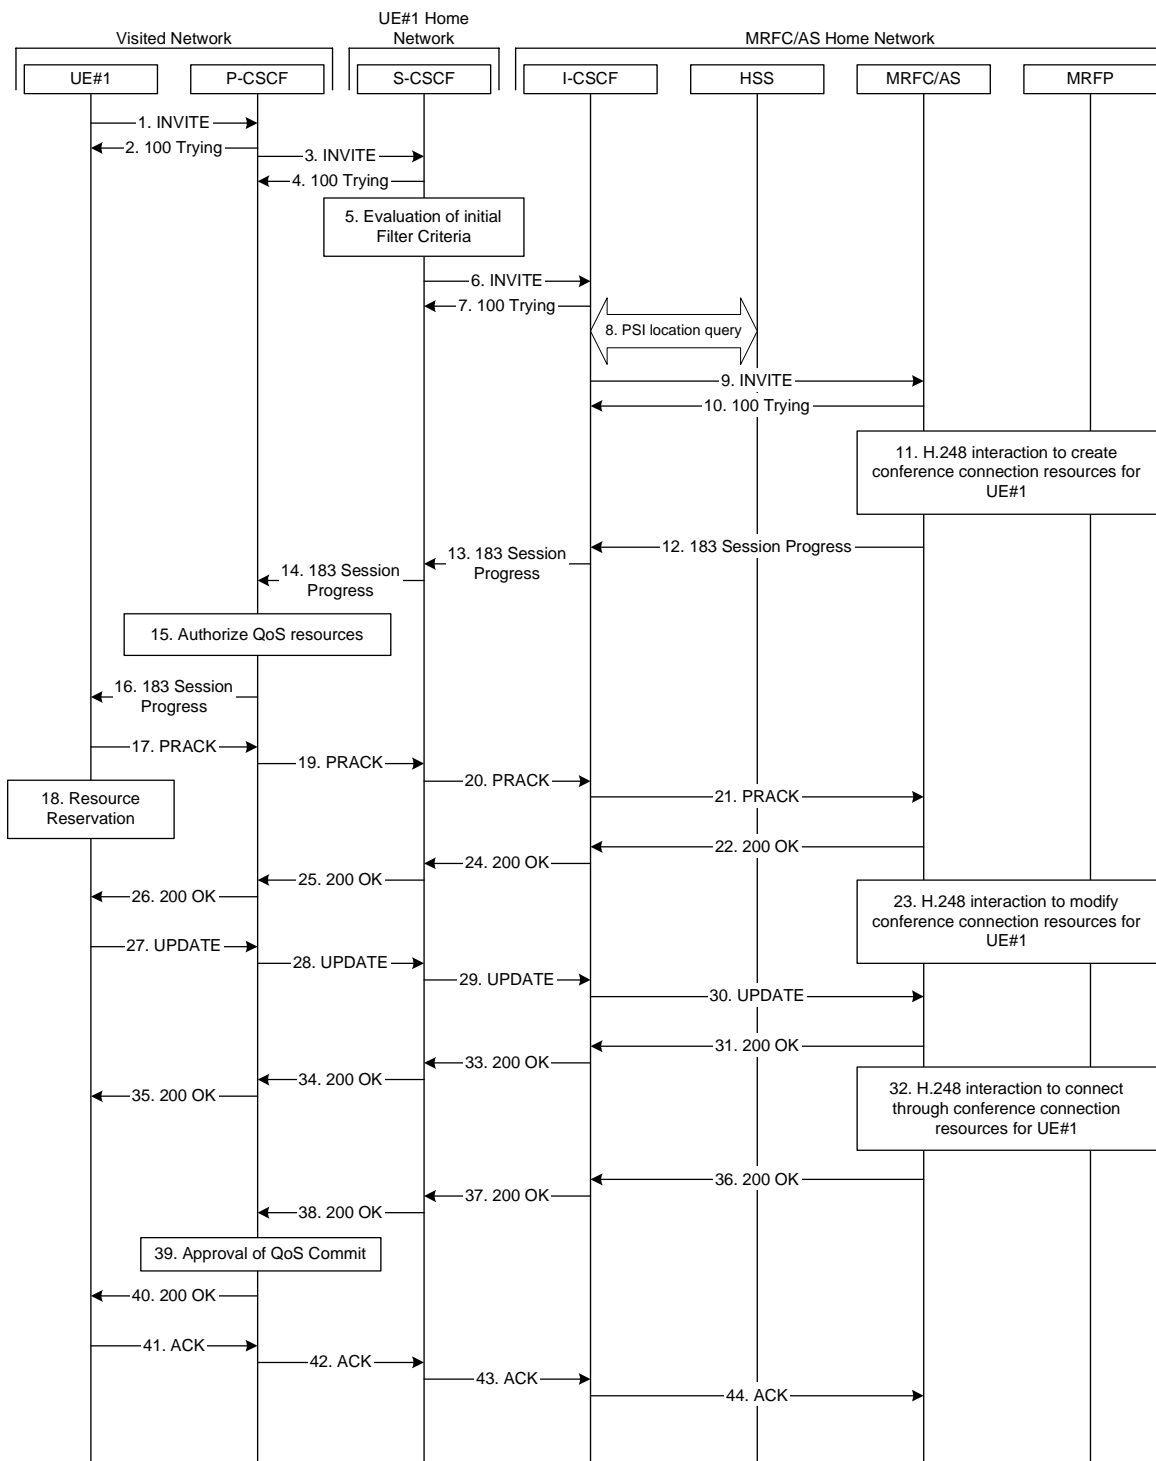 UE#1 Home
Network
Visited Network
MRFC/AS Home Network
UE#1
P-CSCF
S-CSCF
I-CSCF
HSS
MRFC/AS
MRFP
1. INVITE
2. 100 Trying
3. INVITE
4. 100 Trying
5. Evaluation of initial
Filter Criteria
6. INVITE
7. 100 Trying
8. PSI location query
9. INVITE
10. 100 Trying
11. H.248 interaction to create
conference connection resources for
UE#1
12. 183 Session Progress
13. 183 Session
Progress
14. 183 Session
Progress
15. Authorize QoS resources
16. 183 Session
Progress
17. PRACK
19. PRACK
20. PRACK
18. Resource
Reservation
21. PRACK
22. 200 OK
24. 200 OK
25. 200 OK
26. 200 OK
23. H.248 interaction to modify
conference connection resources for
UE#1
27. UPDATE
28. UPDATE
29. UPDATE
30. UPDATE
31. 200 OK
33. 200 OK
34. 200 OK
35. 200 OK
32. H.248 interaction to connect
through conference connection
resources for UE#1
36. 200 OK
37. 200 OK
38. 200 OK
39. Approval of QoS Commit
40. 200 OK
41. ACK
42. ACK
43. ACK
44. ACK